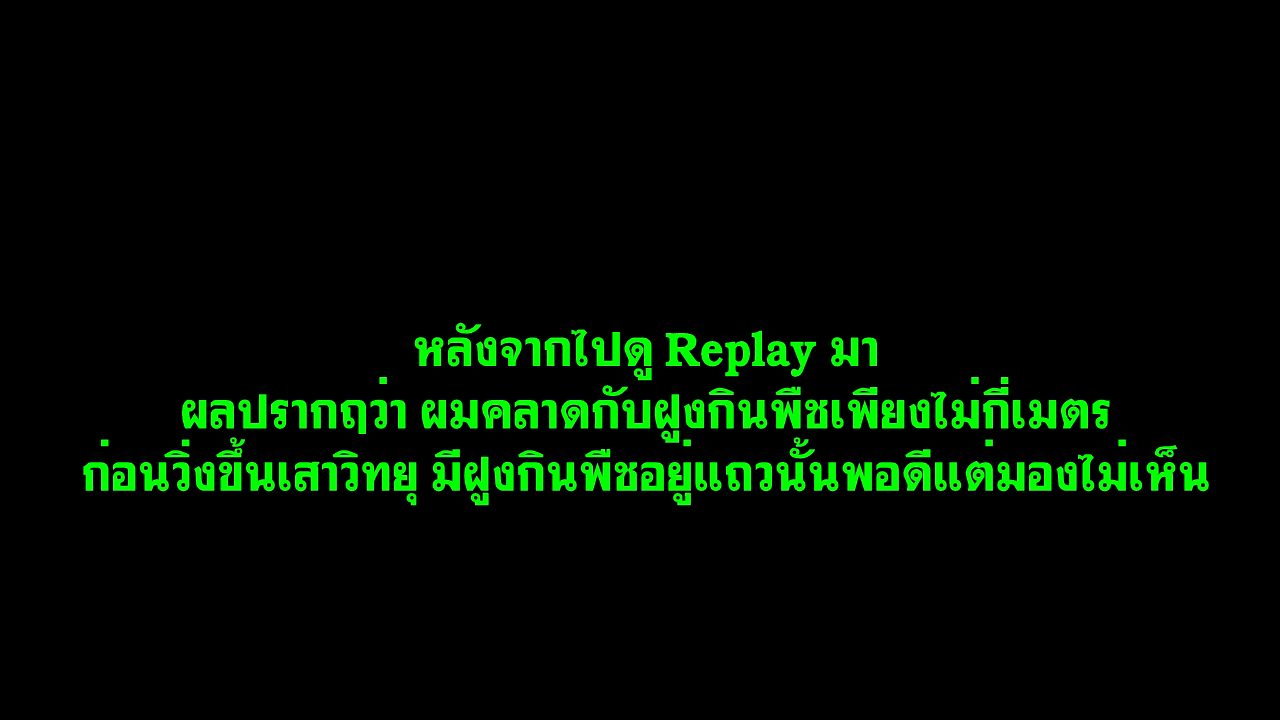 หลังจากไปดู Replay มา
ผลปรากฤว่า ผมคลาดกับฝูงกินพืชเพียงไม่กี่เมตร
ก่อนวิ่งขึ้นเสาวิทยุ มีฝูงกินพืชอยู่แถวนั้นพอดีแต่มองไม่เห็น